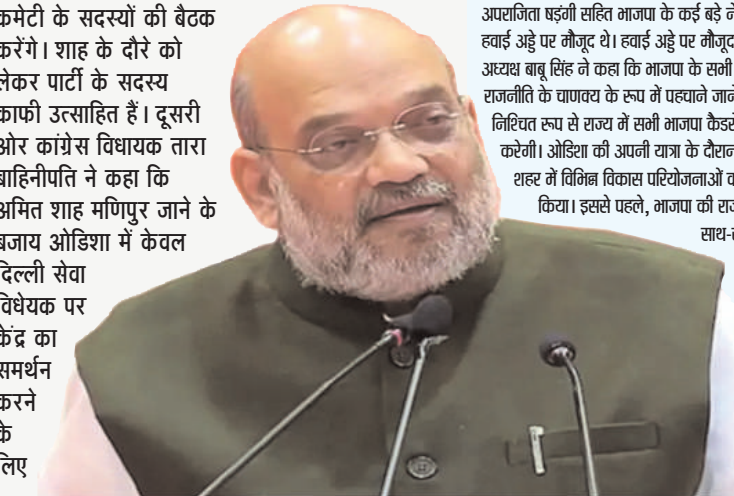 कमेटी के सदस्यों की बैठक
करेंगे। शाह के दौरे को
लेकर पार्टी के सदस्य
काफी उत्साहित हैं। दूसरी
ओर कांग्रेस विधायक तारा
बाहिनीपति ने कहा कि
अमित शाह मणिपुर जाने के
बजाय ओडिशा में केवल
दिल्ली सेवा
विधेयक पर
केंद्र का
समर्थन
करने
के
लिए
अपराजिता षड़ंगी सहित भाजपा के कई बड़े
हवाई अड्डे पर मौजूद थे। हवाई अड्डे पर मौजूद
अध्यक्ष बाबू सिंह ने कहा कि भाजपा के सभी
राजनीति के चाणक्य के रूप में पहचाने जाने
निश्चित रूप से राज्य में सभी भाजपा कैडरों
करेगी। ओडिशा की अपनी यात्रा के दौरान
शहर में विभिन्न विकास परियोजनाओं
किया। इससे पहले, भाजपा की
साथ-